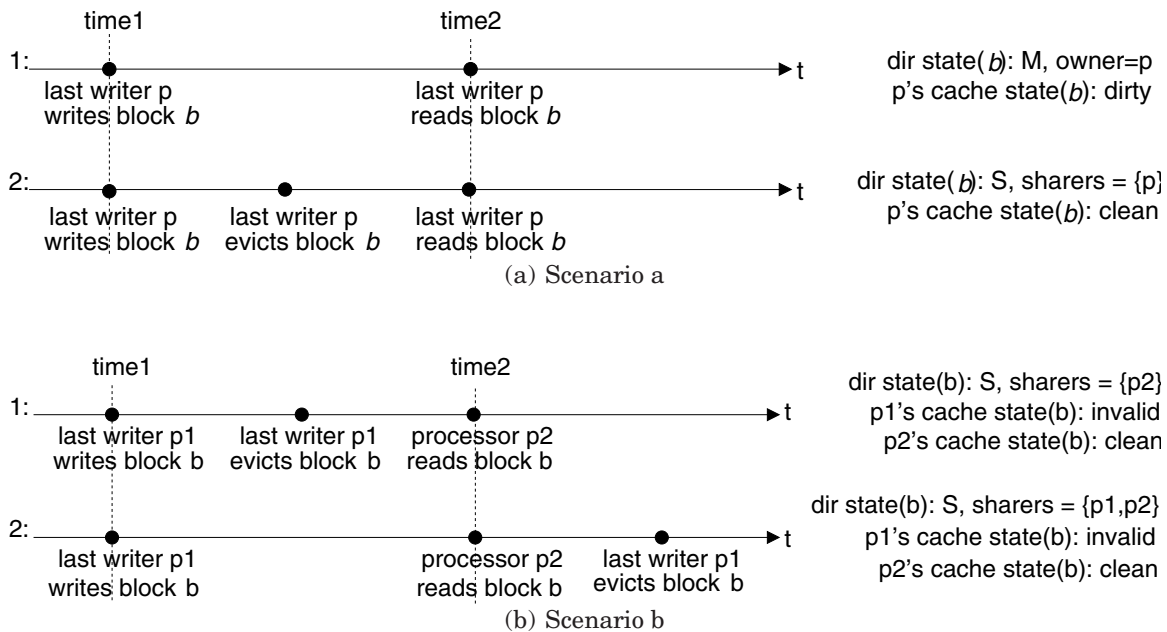 time1 time2
1: t
last writer p last writer p
writes block b reads block b
dir state(b): M, owner=p
p's cache state(b): dirty
2: t
last writer p last writer p last writer p
writes block b evicts block b reads block b
dir state(b): S, sharers = {p}
p's cache state(b): clean
(a) Scenario a
time1 time2
1: t
last writer p1 last writer p1 processor p2
writes block b evicts block b reads block b
dir state(b): S, sharers = {p2}
p1's cache state(b): invalid
p2's cache state(b): clean
2: t
last writer p1 processor p2 last writer p1
writes block b reads block b evicts block b
dir state(b): S, sharers = {p1,p2}
p1's cache state(b): invalid
p2's cache state(b): clean
(b) Scenario b